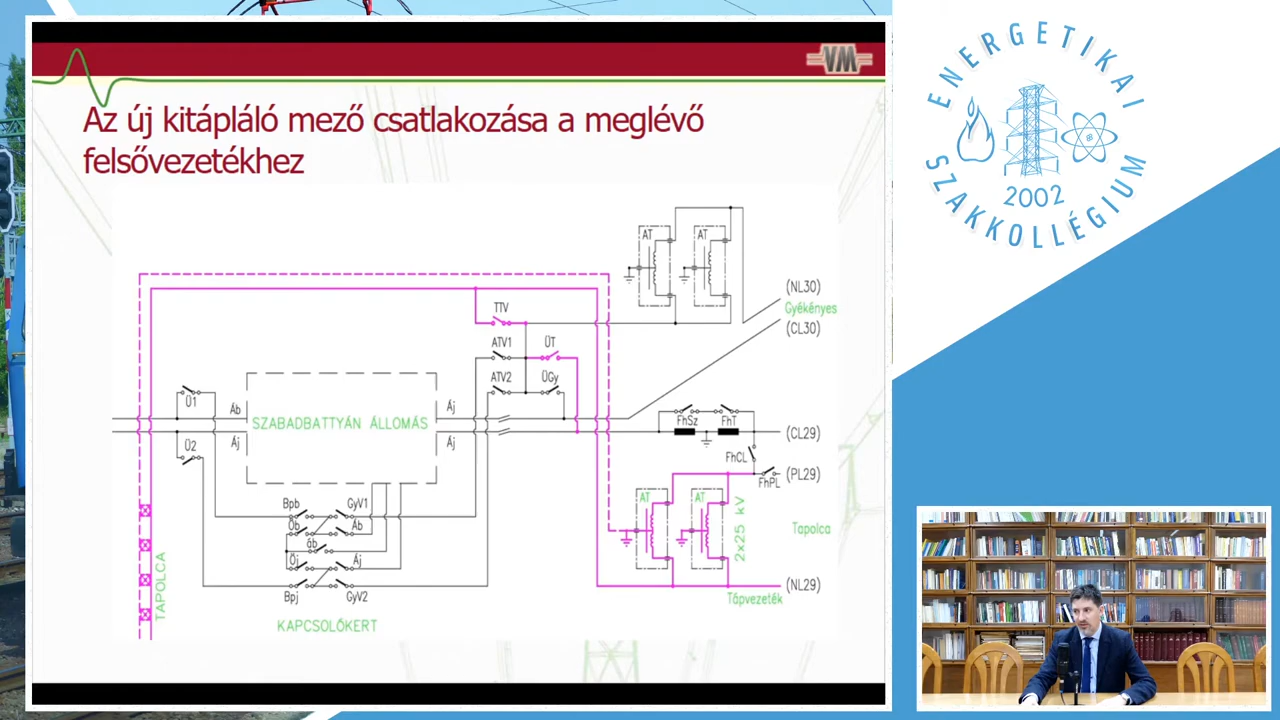 VM
Az új kitápláló mező csatlakozása a meglévő
felsővezetékhez
ENERGETIKAI
SZAKKOLLÉGIUM
2002
AT
AT
(NL30)
Gyékényes
(CL30)
TTV
ATV1
ÜT
ATV2
ÜGy
Ü1
Áb
Áj
SZABADBATTYÁN ÁLLOMÁS
Ü2
Áj
Áj
FhSz
FhT
(CL29)
FhCL
(PL29)
FhPL
Bpb
GyV1
Öb
Áb
áb
Öj
Áj
Bpj
GyV2
KAPCSOLÓKERT
TAPOLCA
AT
AT
2x25 kV
Tapolca
(NL29)
Tápvezeték